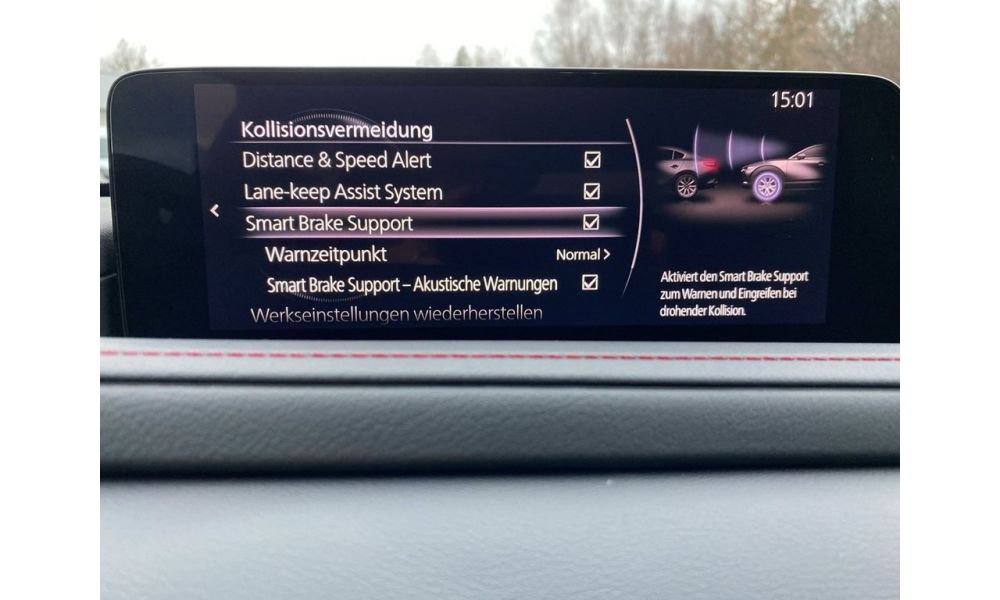 15:01
Kollisionsvermeidung
Distance & Speed Alert
Lane-keep Assist System
Smart Brake Support
Warnzeitpunkt Normal
Smart Brake Support – Akustische Warnungen
Werkseinstellungen wiederherstellen
Aktiviert den Smart Brake Support
zum Warnen und Eingreifen bei
drohender Kollision.